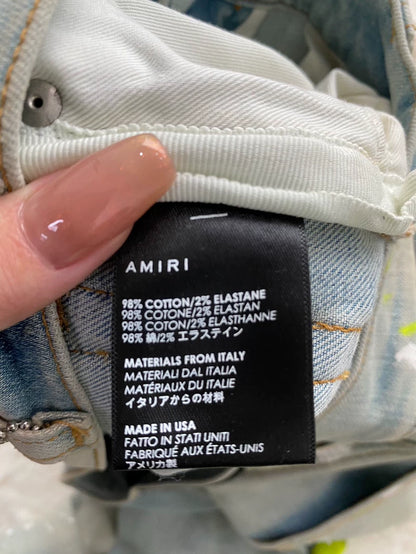 AMIRI
98% COTTON/2% ELASTANE
98% COTONE/2% ELASTAN
98% COTTON/2% ELASTHANNE
98% 綿/2% エラステイン
MATERIALS FROM ITALY
MATERIALI DAL ITALIA
MATÉRIAUX DU ITALIE
イタリアからの材料
MADE IN USA
FATTO IN STATI UNITI
FABRIQUÉ AUX ÉTATS-UNIS
アメリカ製